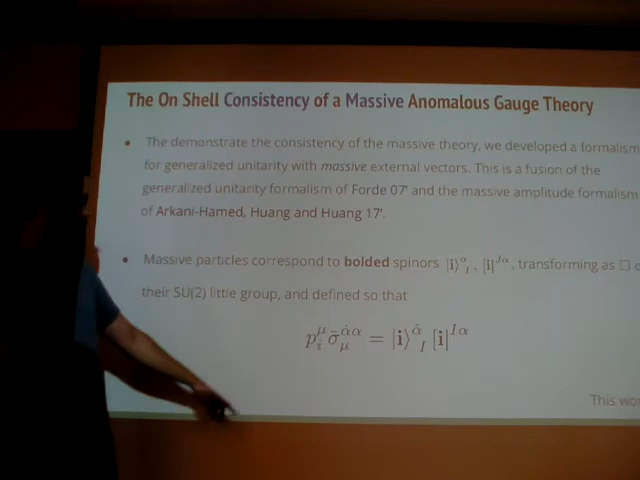 The On Shell Consistency of a Massive Anomalous Gauge Theory
• The demonstrate the consistency of the massive theory, we developed a formalism
for generalized unitarity with massive external vectors. This is a fusion of the
generalized unitarity formalism of Forde 07' and the massive amplitude formalism
of Arkani-Hamed, Huang and Huang 17'.
• Massive particles correspond to bolded spinors |i⟩^α̇_I, |i]^{Iα}, transforming as □
their SU(2) little group, and defined so that
p_i^μ σ̄_μ^{α̇α} = |i⟩^α̇_I [i|^{Iα}
This